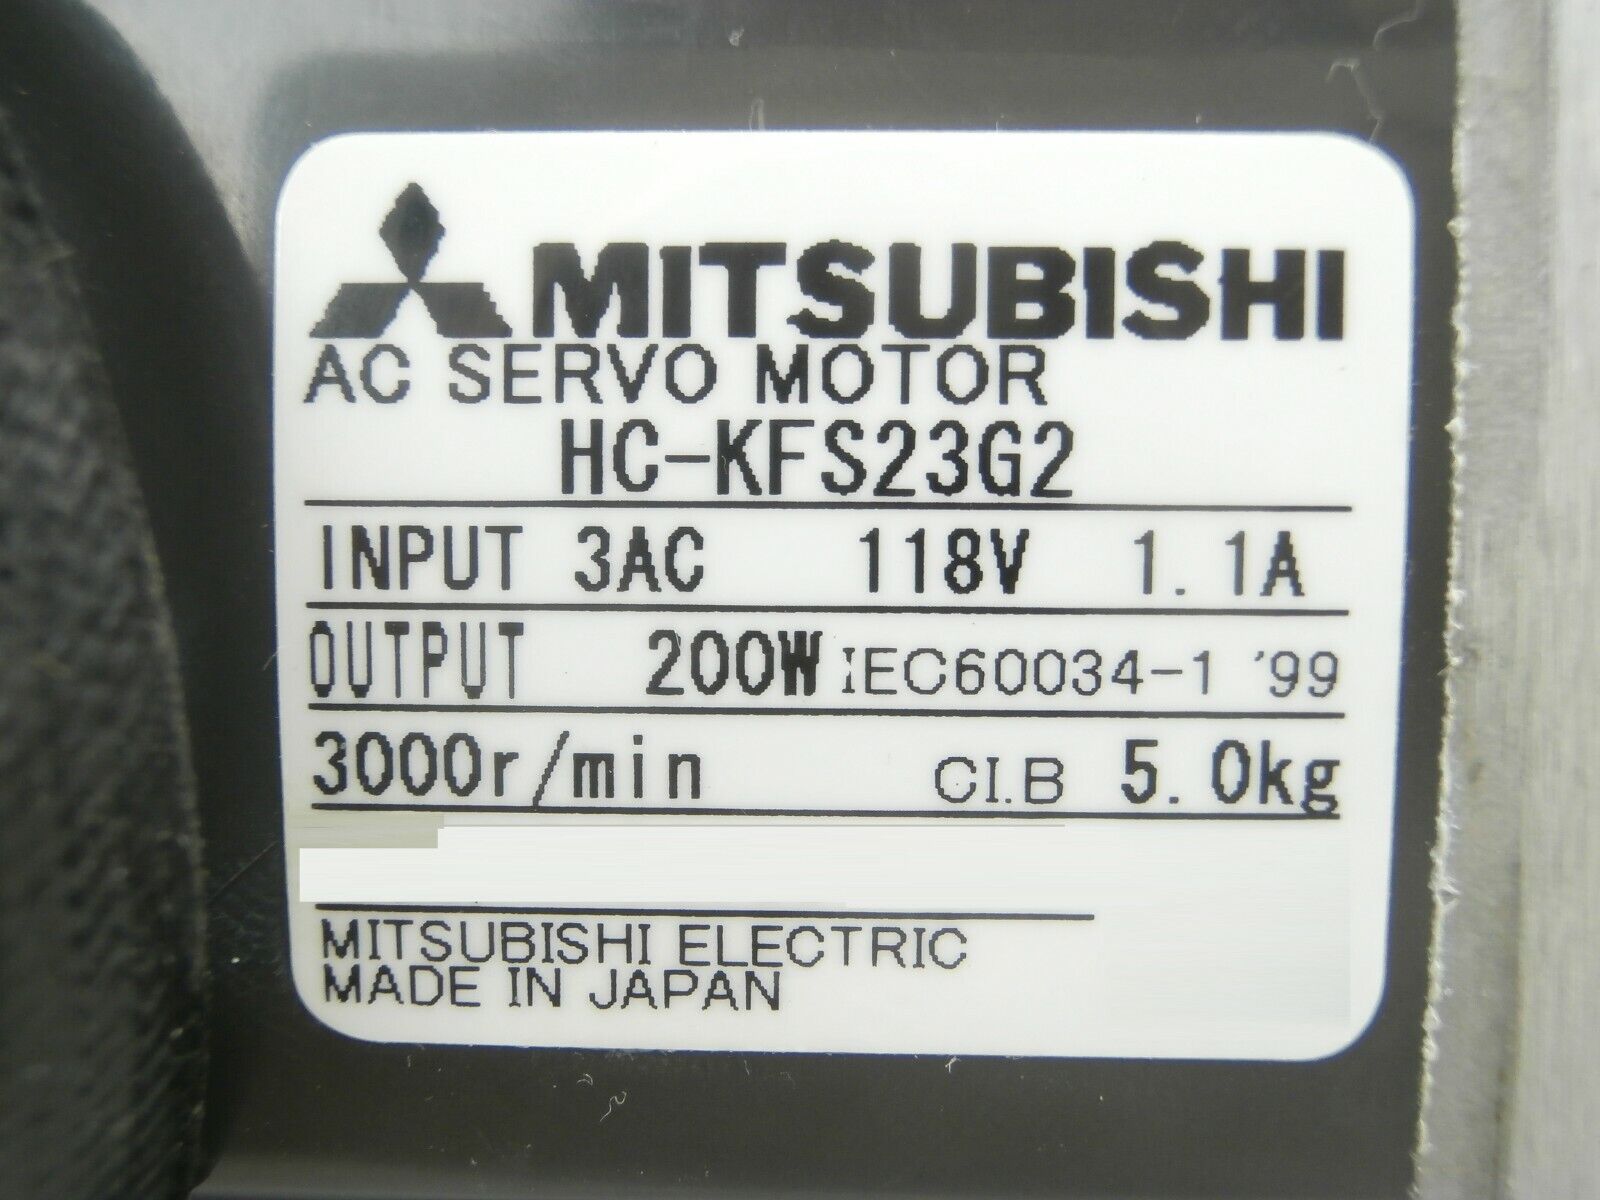 MITSUBISHI
AC SERVO MOTOR
HC-KFS23G2
INPUT 3AC 118V 1.1A
OUTPUT 200W IEC60034-1 '99
3000r/min CI.B 5.0kg
MITSUBISHI ELECTRIC
MADE IN JAPAN